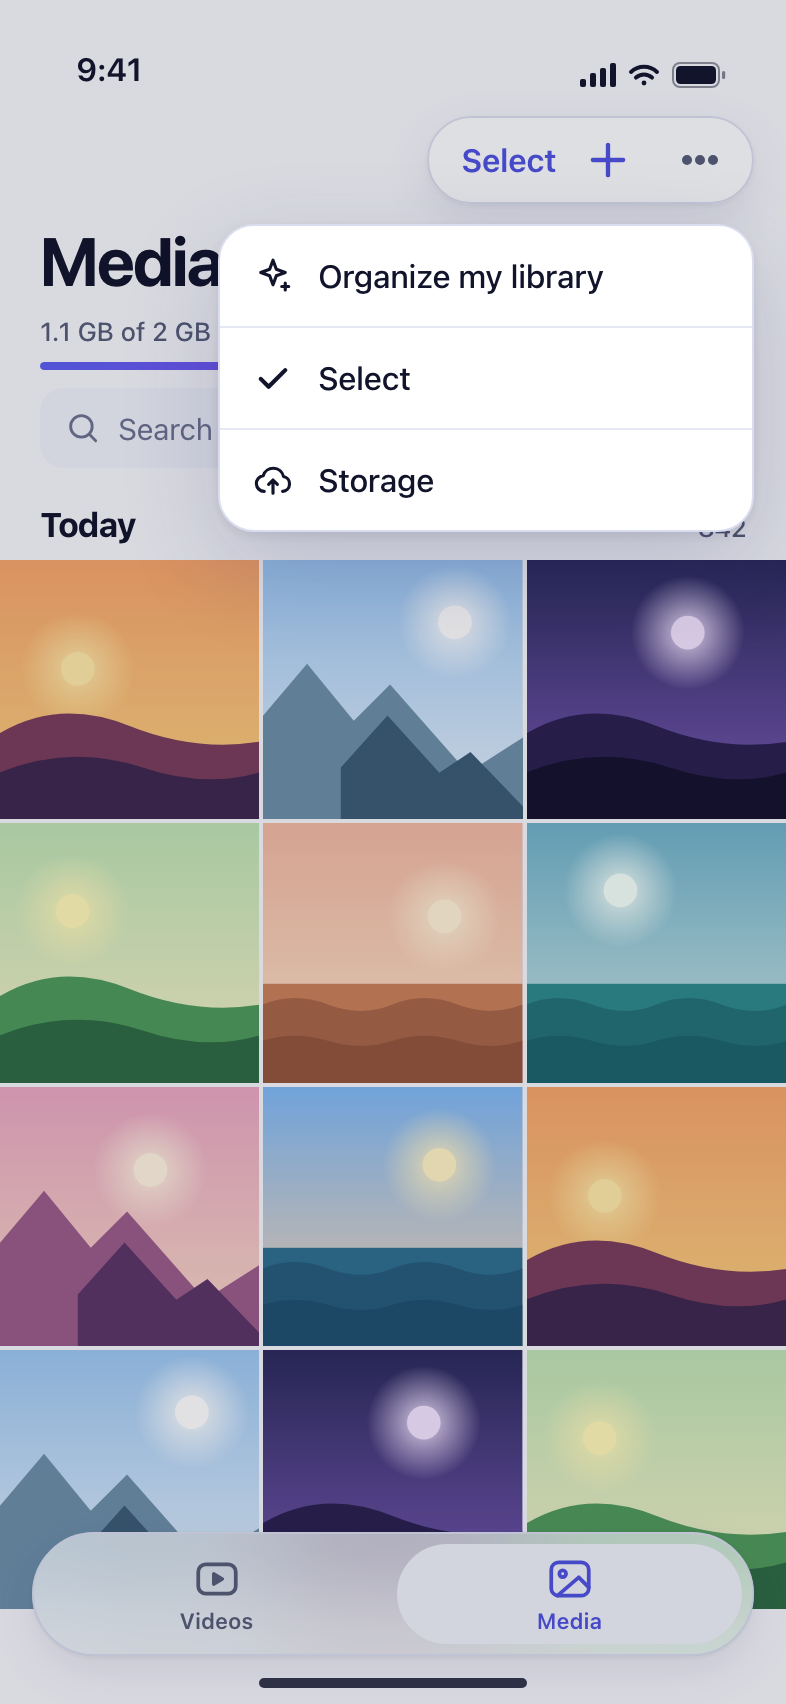 9:41
Select
Media
Organize my library
1.1 GB of 2 GB
Select
Search
Storage
Today
Videos
Media